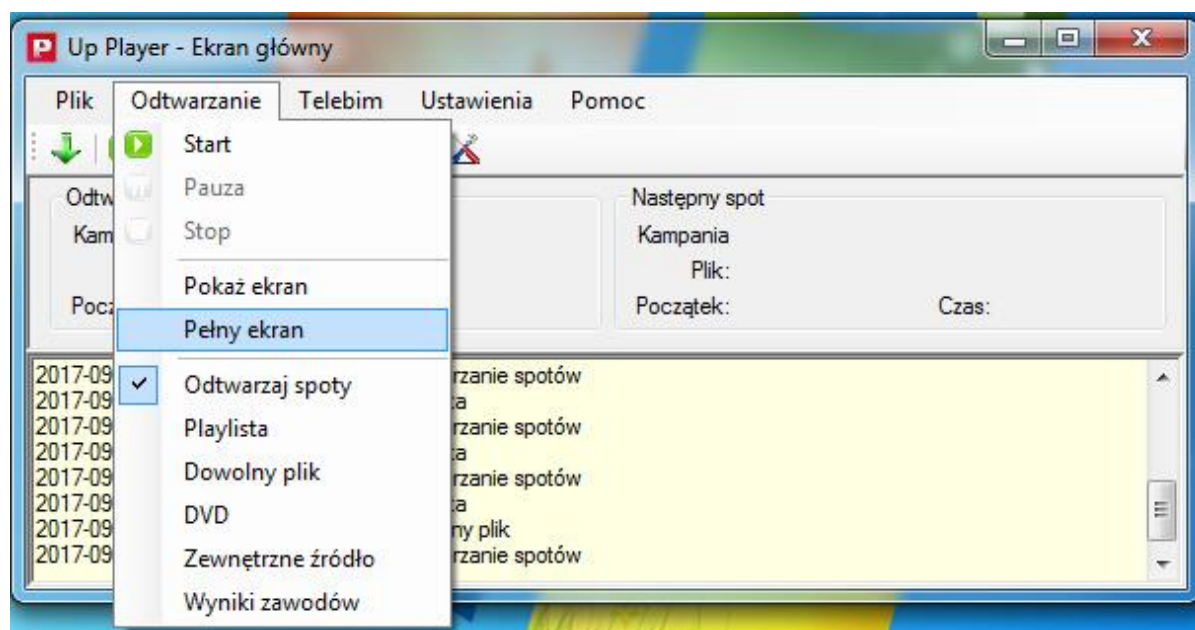 Up Player - Ekran główny
Plik Odtwarzanie Telebim Ustawienia Pomoc
Start
Pauza
Stop
Pokaż ekran
Pełny ekran
Odtwarzaj spoty
Playlista
Dowolny plik
DVD
Zewnętrzne źródło
Wyniki zawodów
Następny spot
Kampania
Plik:
Początek: Czas:
2017-09 rzanie spotów
2017-09
2017-09 rzanie spotów
2017-09
2017-09 rzanie spotów
2017-09
2017-09 ny plik
2017-09 rzanie spotów